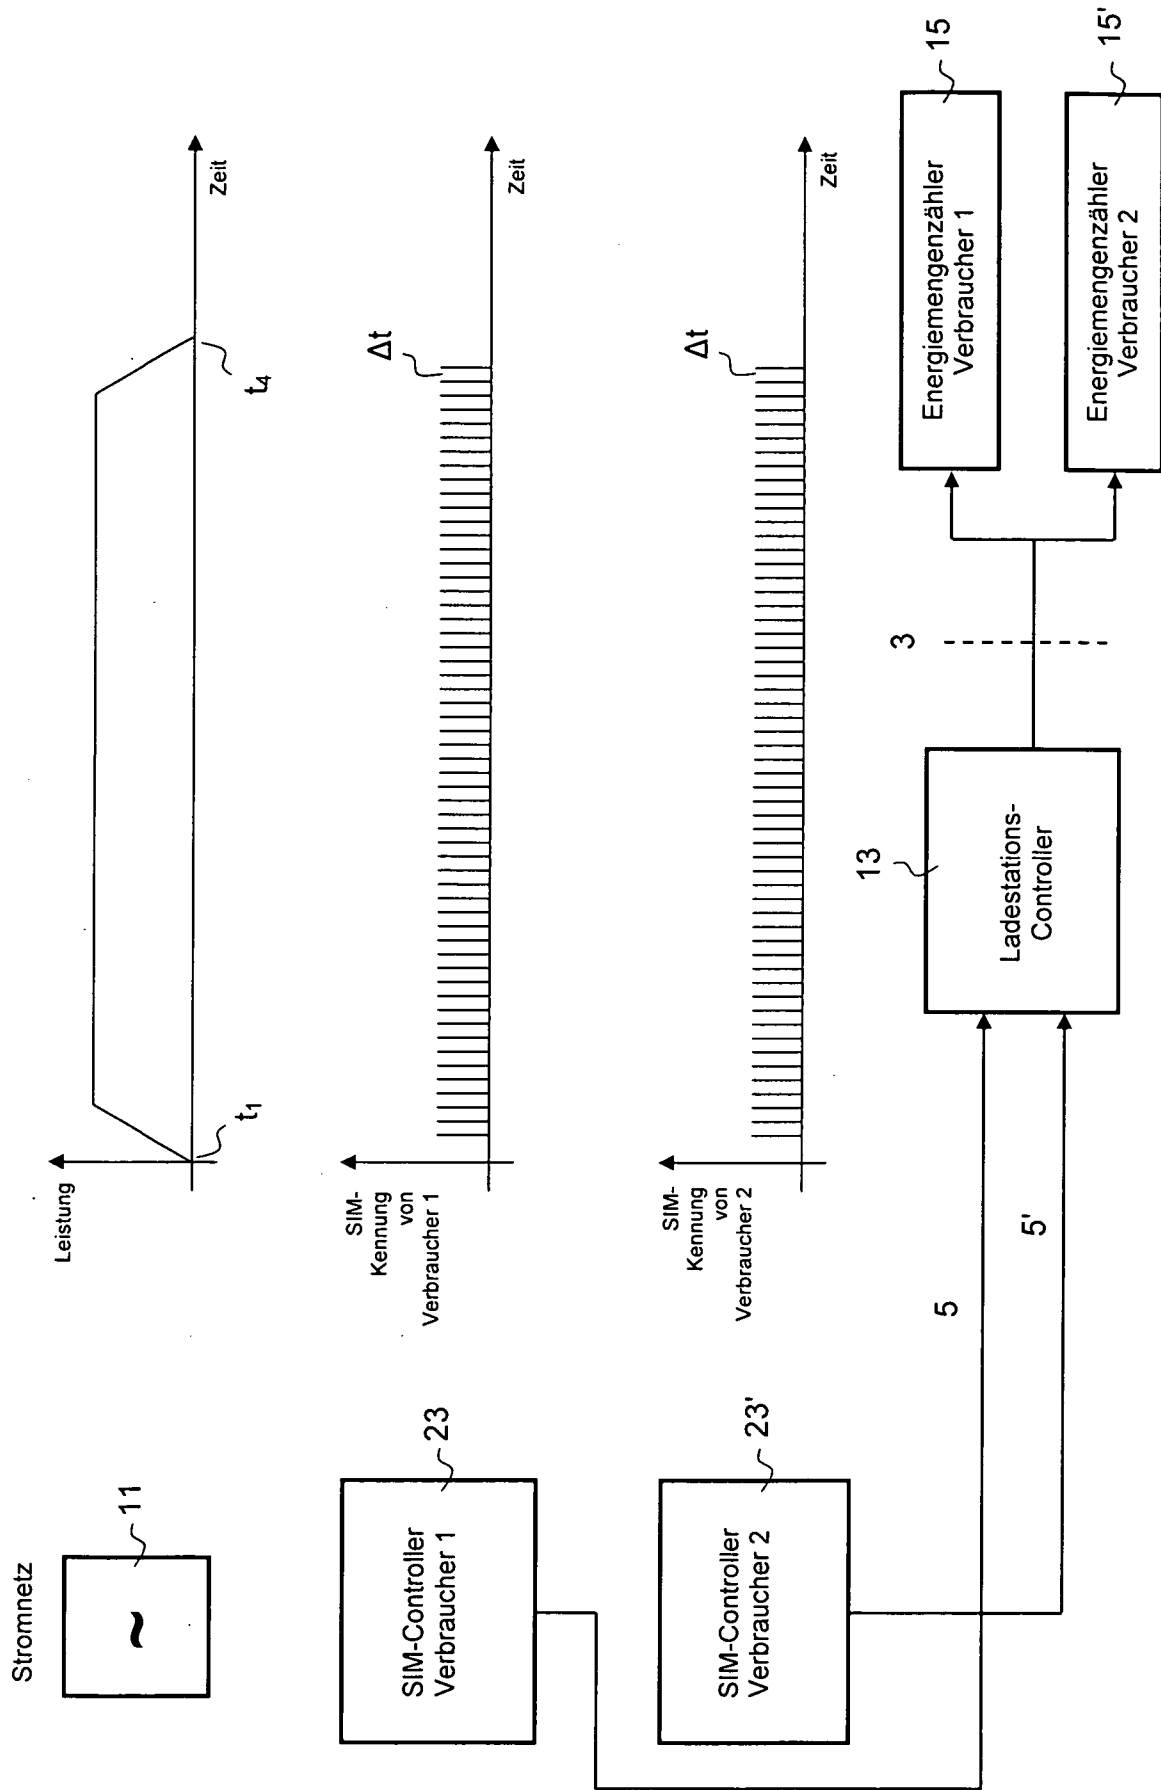 Stromnetz
~
11
Leistung
t1
t4
Zeit
SIM-Controller
Verbraucher 1
23
SIM-
Kennung
von
Verbraucher 1
Δt
Zeit
SIM-Controller
Verbraucher 2
23'
SIM-
Kennung
von
Verbraucher 2
Δt
Zeit
5
5'
13
Ladestations-
Controller
3
Energiemengenzähler
Verbraucher 1
15
Energiemengenzähler
Verbraucher 2
15'